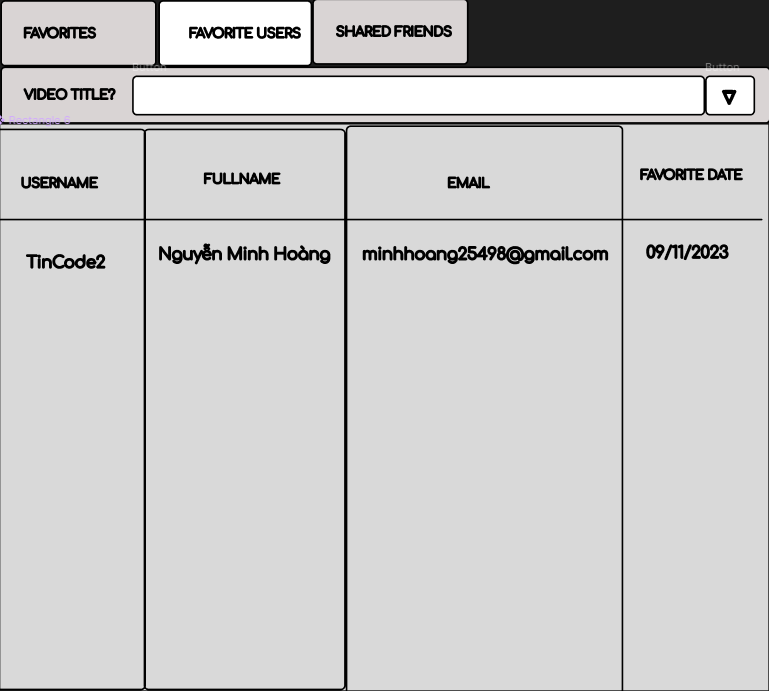 FAVORITES
FAVORITE USERS
SHARED FRIENDS
Button
Button
VIDEO TITLE?
Rectangle 6
USERNAME
FULLNAME
EMAIL
FAVORITE DATE
TinCode2
Nguyễn Minh Hoàng
minhhoang25498@gmail.com
09/11/2023